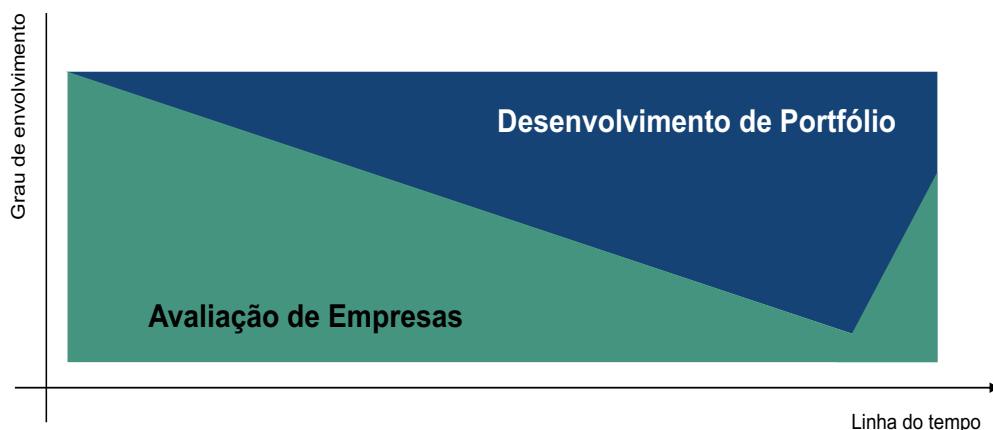 Grau de envolvimento
Desenvolvimento de Portfólio
Avaliação de Empresas
Linha do tempo